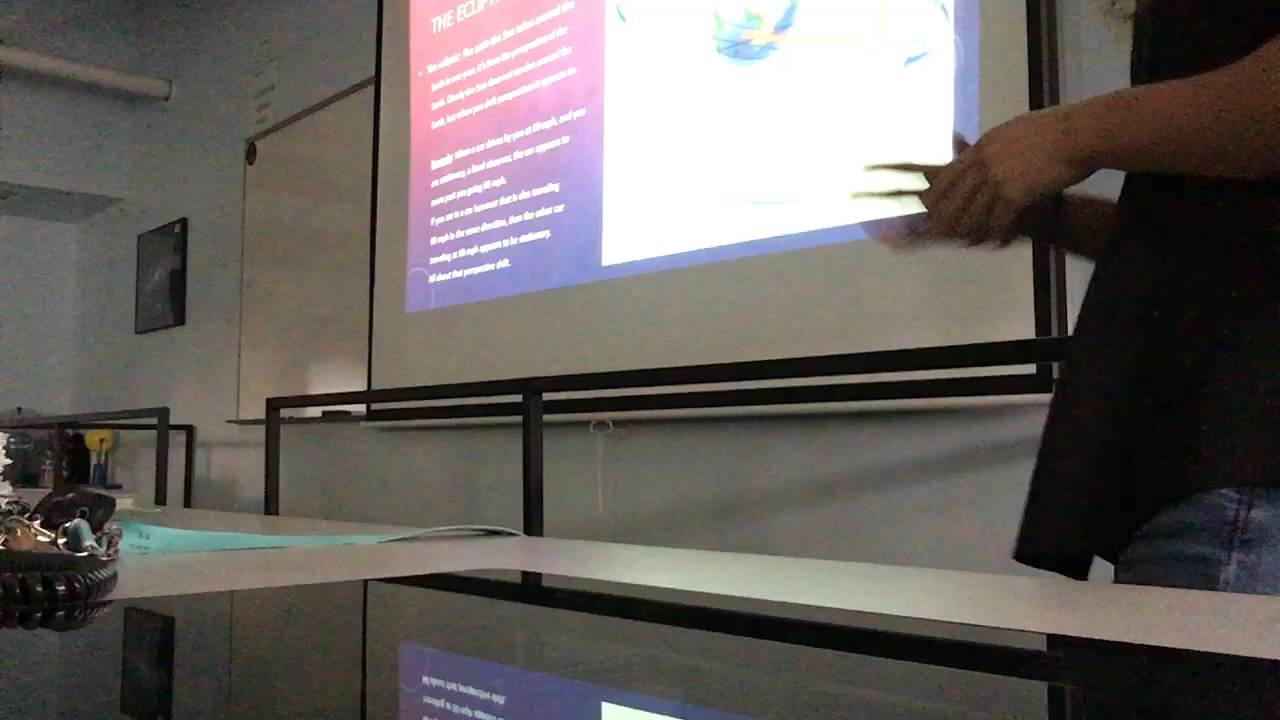 THE ECLIPT
• The ecliptic: The path the Sun takes around the
Earth in one year. It's from the perspective of the
Earth. Clearly the Sun does not revolve around the
Earth, but when you shift perspectives it appears to.
Example: When a car drives by you at 60 mph, and you
are stationary, a fixed observer, the car appears to
move past you going 60 mph.
If you are in a car however that is also traveling
60 mph in the same direction, then the other car
traveling at 60 mph appears to be stationary.
All about that perspective shift.